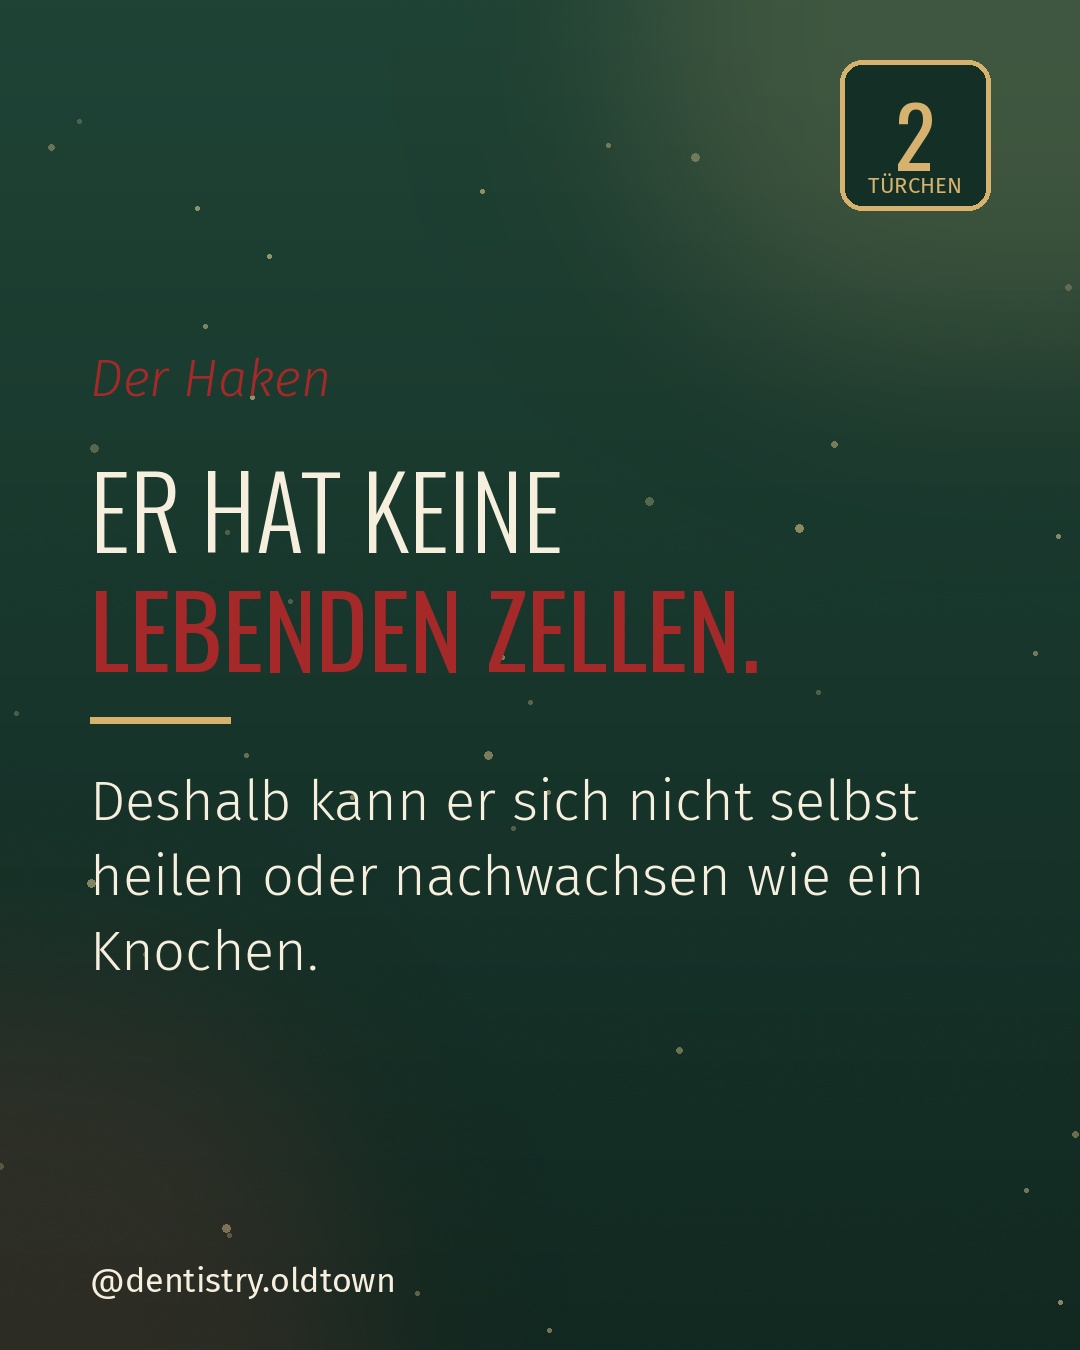 2
TÜRCHEN
Der Haken
ER HAT KEINE
LEBENDEN ZELLEN.
Deshalb kann er sich nicht selbst
heilen oder nachwachsen wie ein
Knochen.
@dentistry.oldtown